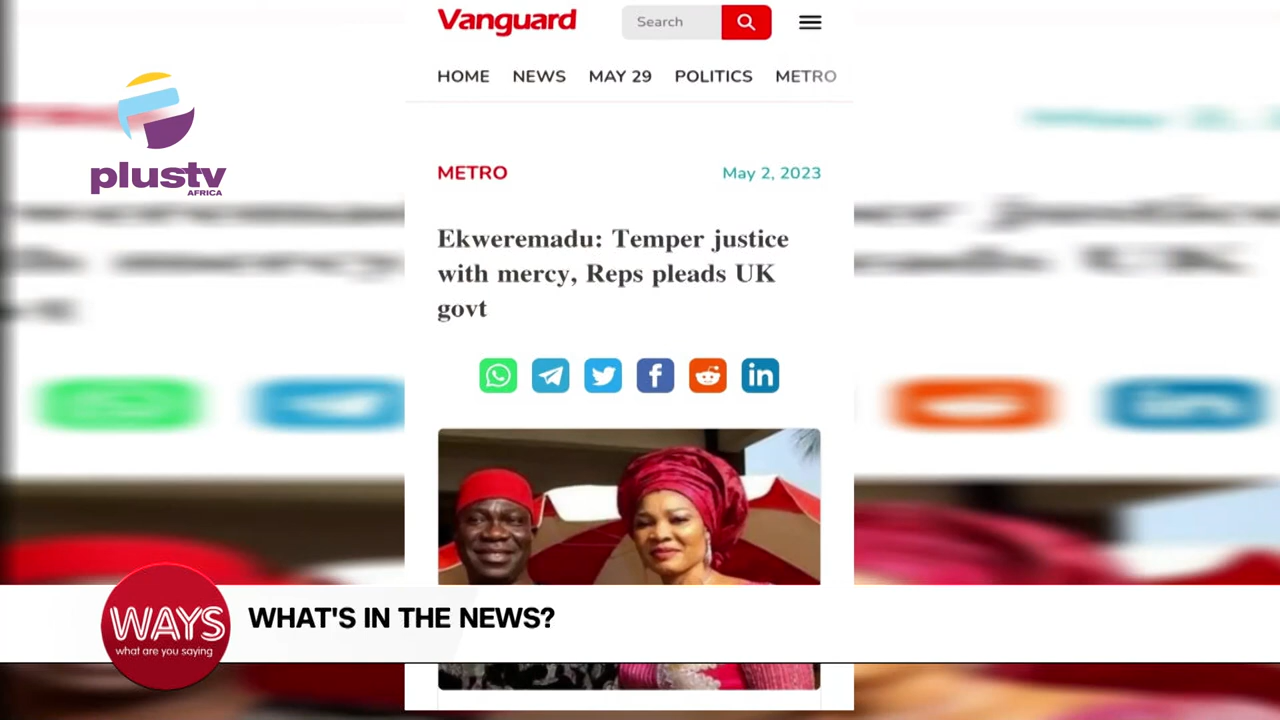 Vanguard
Search
HOME NEWS MAY 29 POLITICS METRO
plustv
AFRICA
METRO
May 2, 2023
Ekweremadu: Temper justice
with mercy, Reps pleads UK
govt
WAYS
what are you saying
WHAT'S IN THE NEWS?